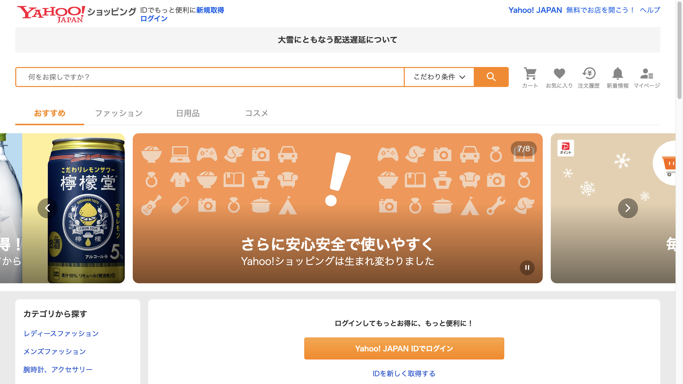 YAHOO! JAPAN ショッピング
IDでもっと便利に新規取得
ログイン
Yahoo! JAPAN 無料でお店を開こう！ ヘルプ
大雪にともなう配送遅延について
何をお探しですか？
こだわり条件
カート
お気に入り
注文履歴
新着情報
マイページ
おすすめ
ファッション
日用品
コスメ
得！
てから
こだわりレモンサワー
檸檬堂
定番レモン
アルコール分 5%
7/8
!
さらに安心安全で使いやすく
Yahoo!ショッピングは生まれ変わりました
ポイント
毎
カテゴリから探す
レディースファッション
メンズファッション
腕時計、アクセサリー
ログインしてもっとお得に、もっと便利に！
Yahoo! JAPAN IDでログイン
IDを新しく取得する